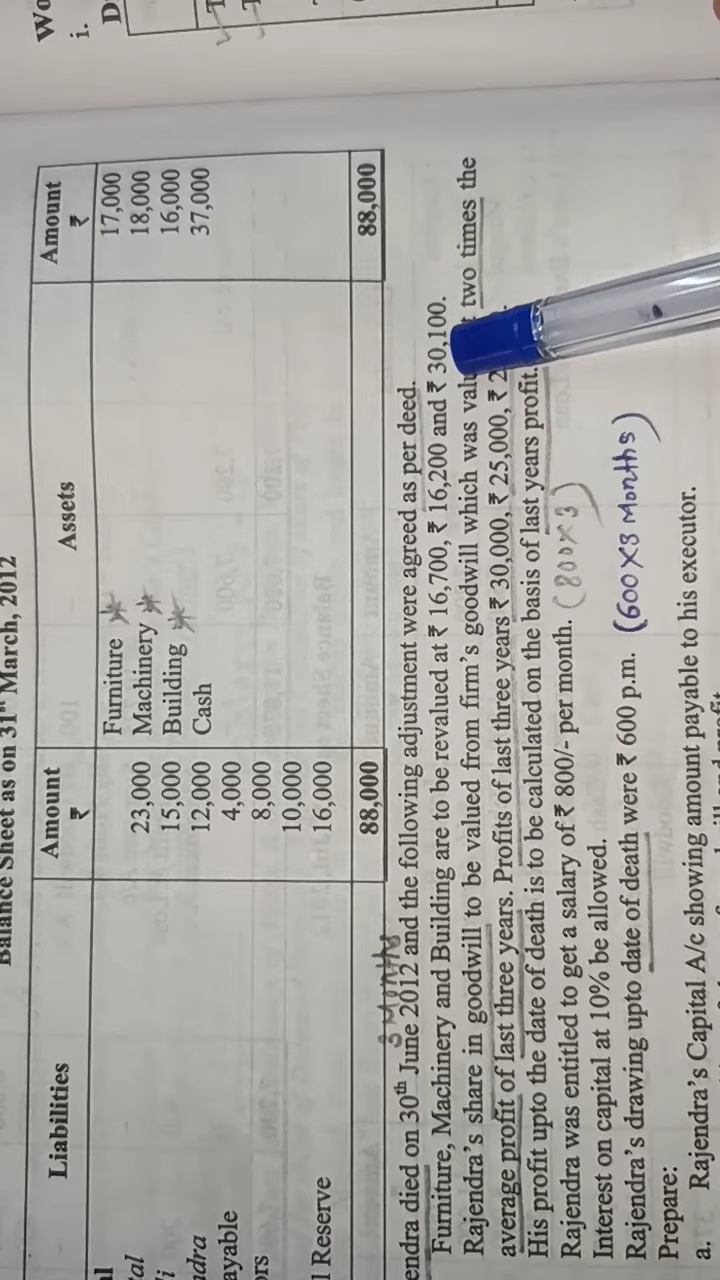 Wo
i.
D
Balance Sheet as on 31st March, 2012
Liabilities Amount ₹ Assets Amount ₹
Furniture * 17,000
23,000 Machinery * 18,000
15,000 Building * 16,000
12,000 Cash 37,000
ayable 4,000
8,000
10,000
l Reserve 16,000
88,000 88,000
3 Months
endra died on 30th June 2012 and the following adjustment were agreed as per deed.
Furniture, Machinery and Building are to be revalued at ₹ 16,700, ₹ 16,200 and ₹ 30,100.
Rajendra's share in goodwill to be valued from firm's goodwill which was valu t two times the
average profit of last three years. Profits of last three years ₹ 30,000, ₹ 25,000, ₹ 2
His profit upto the date of death is to be calculated on the basis of last years profit.
Rajendra was entitled to get a salary of ₹ 800/- per month. (800×3)
Interest on capital at 10% be allowed.
Rajendra's drawing upto date of death were ₹ 600 p.m. (600×3 Months)
Prepare:
a. Rajendra's Capital A/c showing amount payable to his executor.